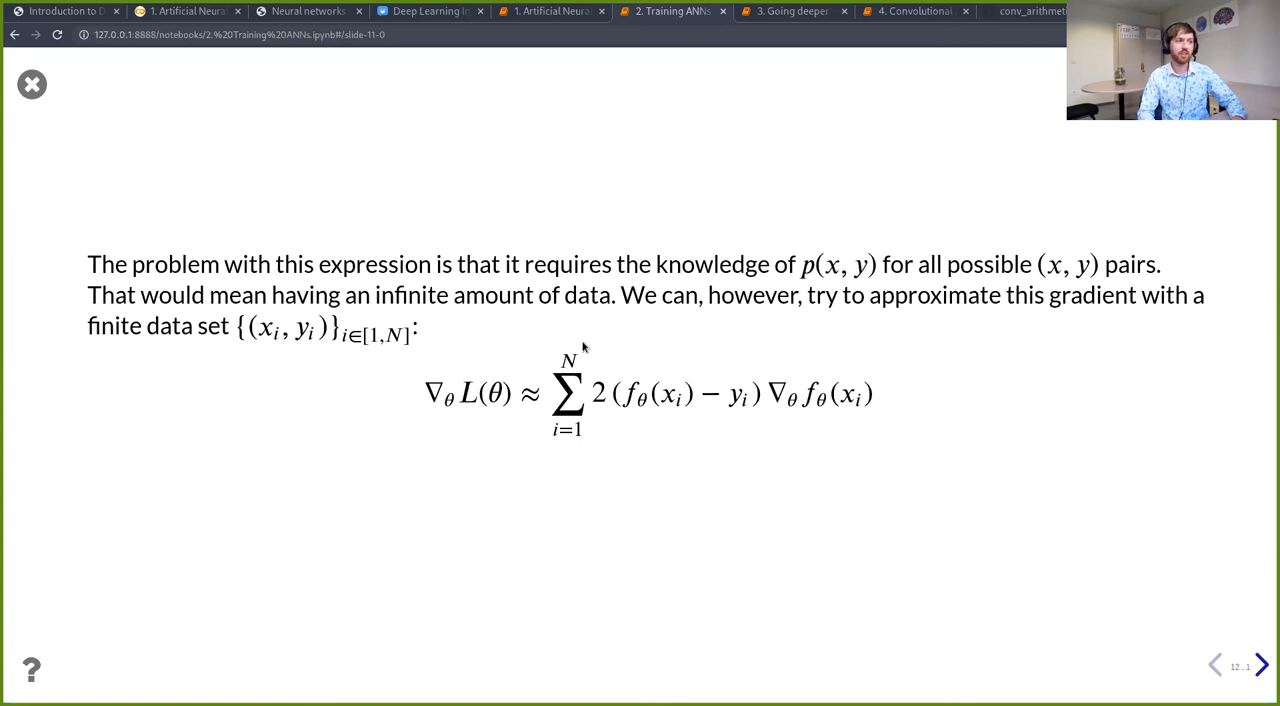 Introduction to D
1. Artificial Neura
Neural networks
Deep Learning I
1. Artificial Neura
2. Training ANNs
3. Going deeper
4. Convolutional
conv_arithmet
127.0.0.1:8888/notebooks/2.%20Training%20ANNs.ipynb#/slide-11-0
The problem with this expression is that it requires the knowledge of p(x, y) for all possible (x, y) pairs.
That would mean having an infinite amount of data. We can, however, try to approximate this gradient with a
finite data set {(xᵢ, yᵢ)}ᵢ∈[1,N]:
∇θ L(θ) ≈ ∑ᵢ₌₁ᴺ 2 (fθ(xᵢ) − yᵢ) ∇θ fθ(xᵢ)
?
12.1